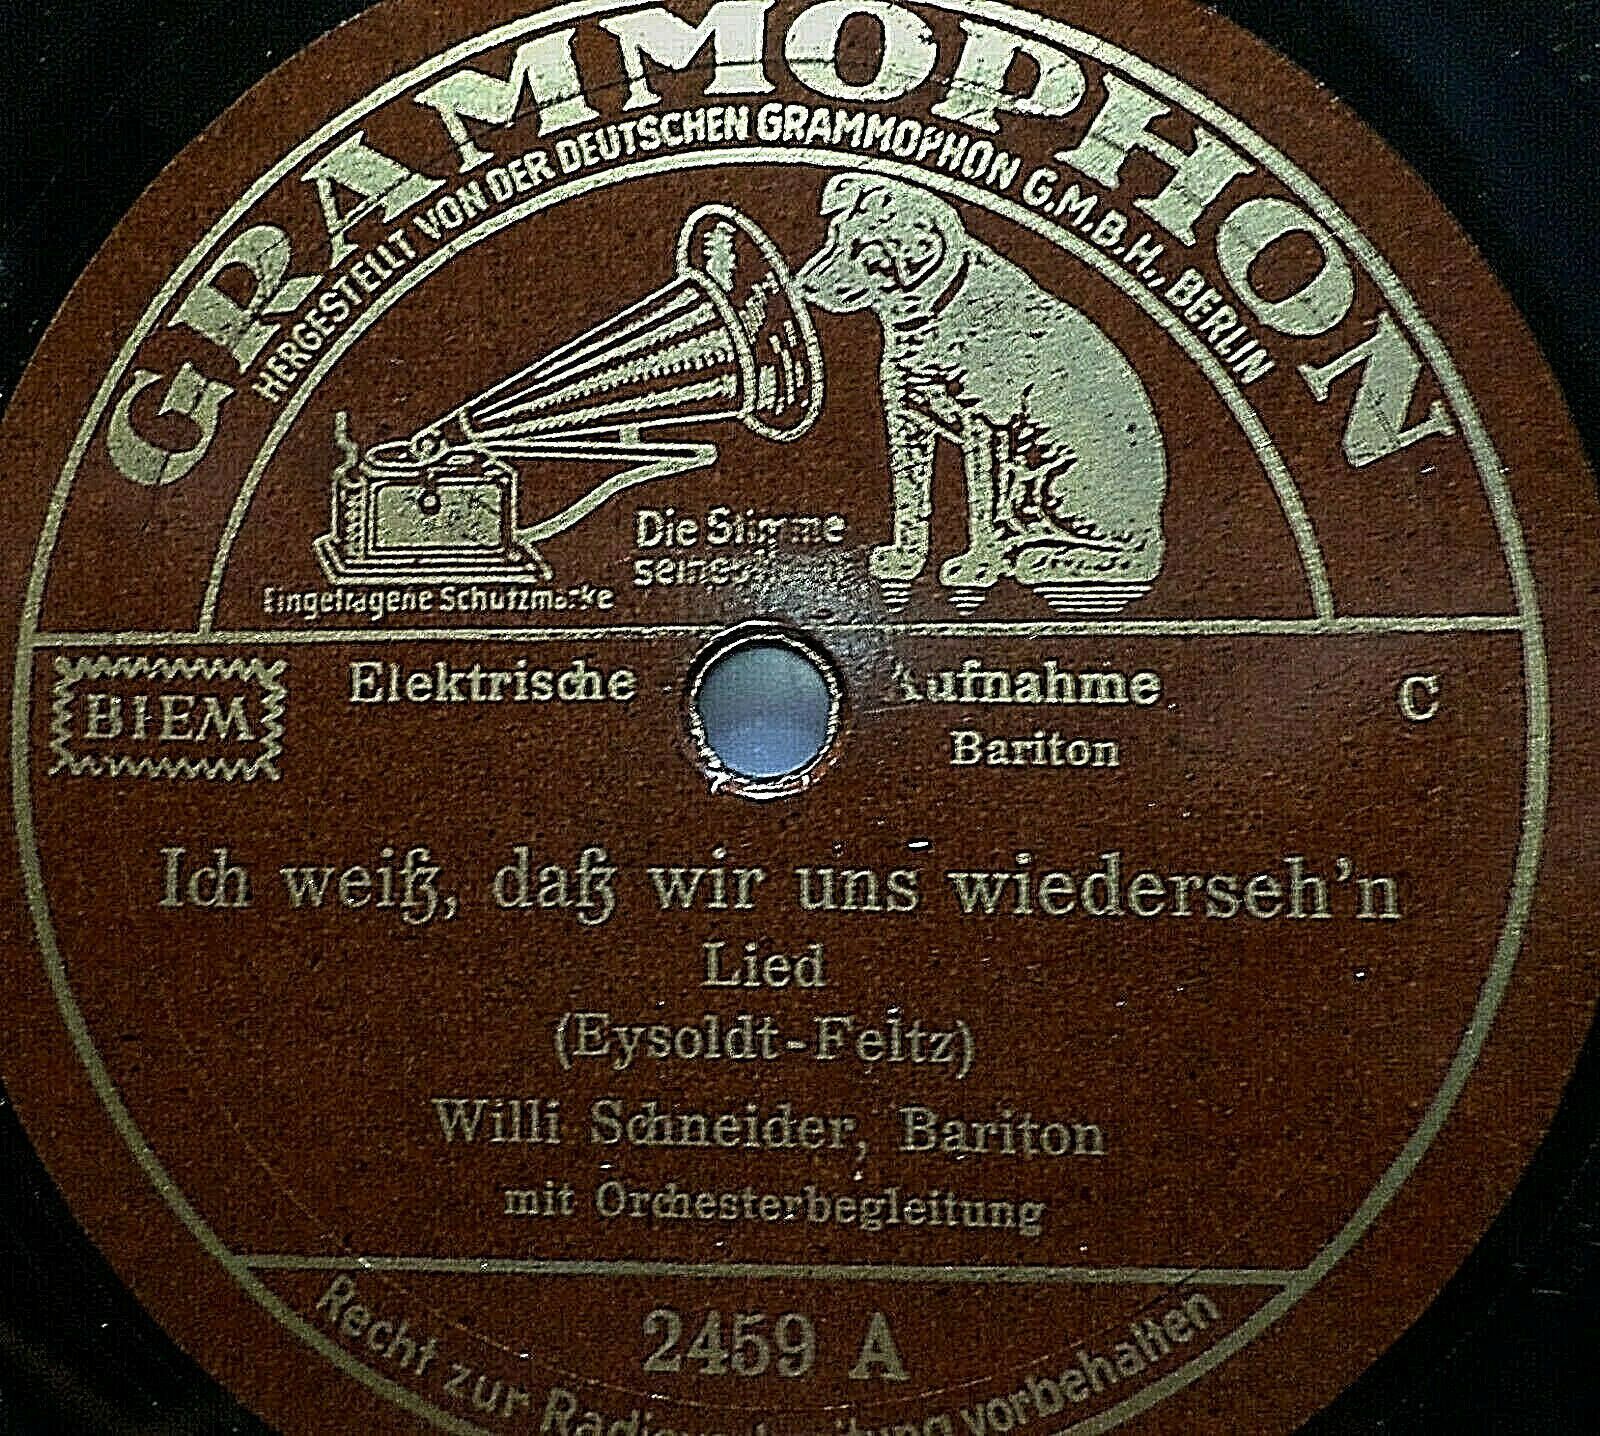 GRAMMOPHON
HERGESTELLT VON DER DEUTSCHEN GRAMMOPHON G.M.B.H., BERLIN
Die Stimme
Eingetragene Schutzmarke
BIEM
Elektrische Aufnahme
C
Bariton
Ich weiß, daß wir uns wiederseh'n
Lied
(Eysoldt-Feltz)
Willi Schneider, Bariton
mit Orchesterbegleitung
2459 A
Recht zur vorbehalten